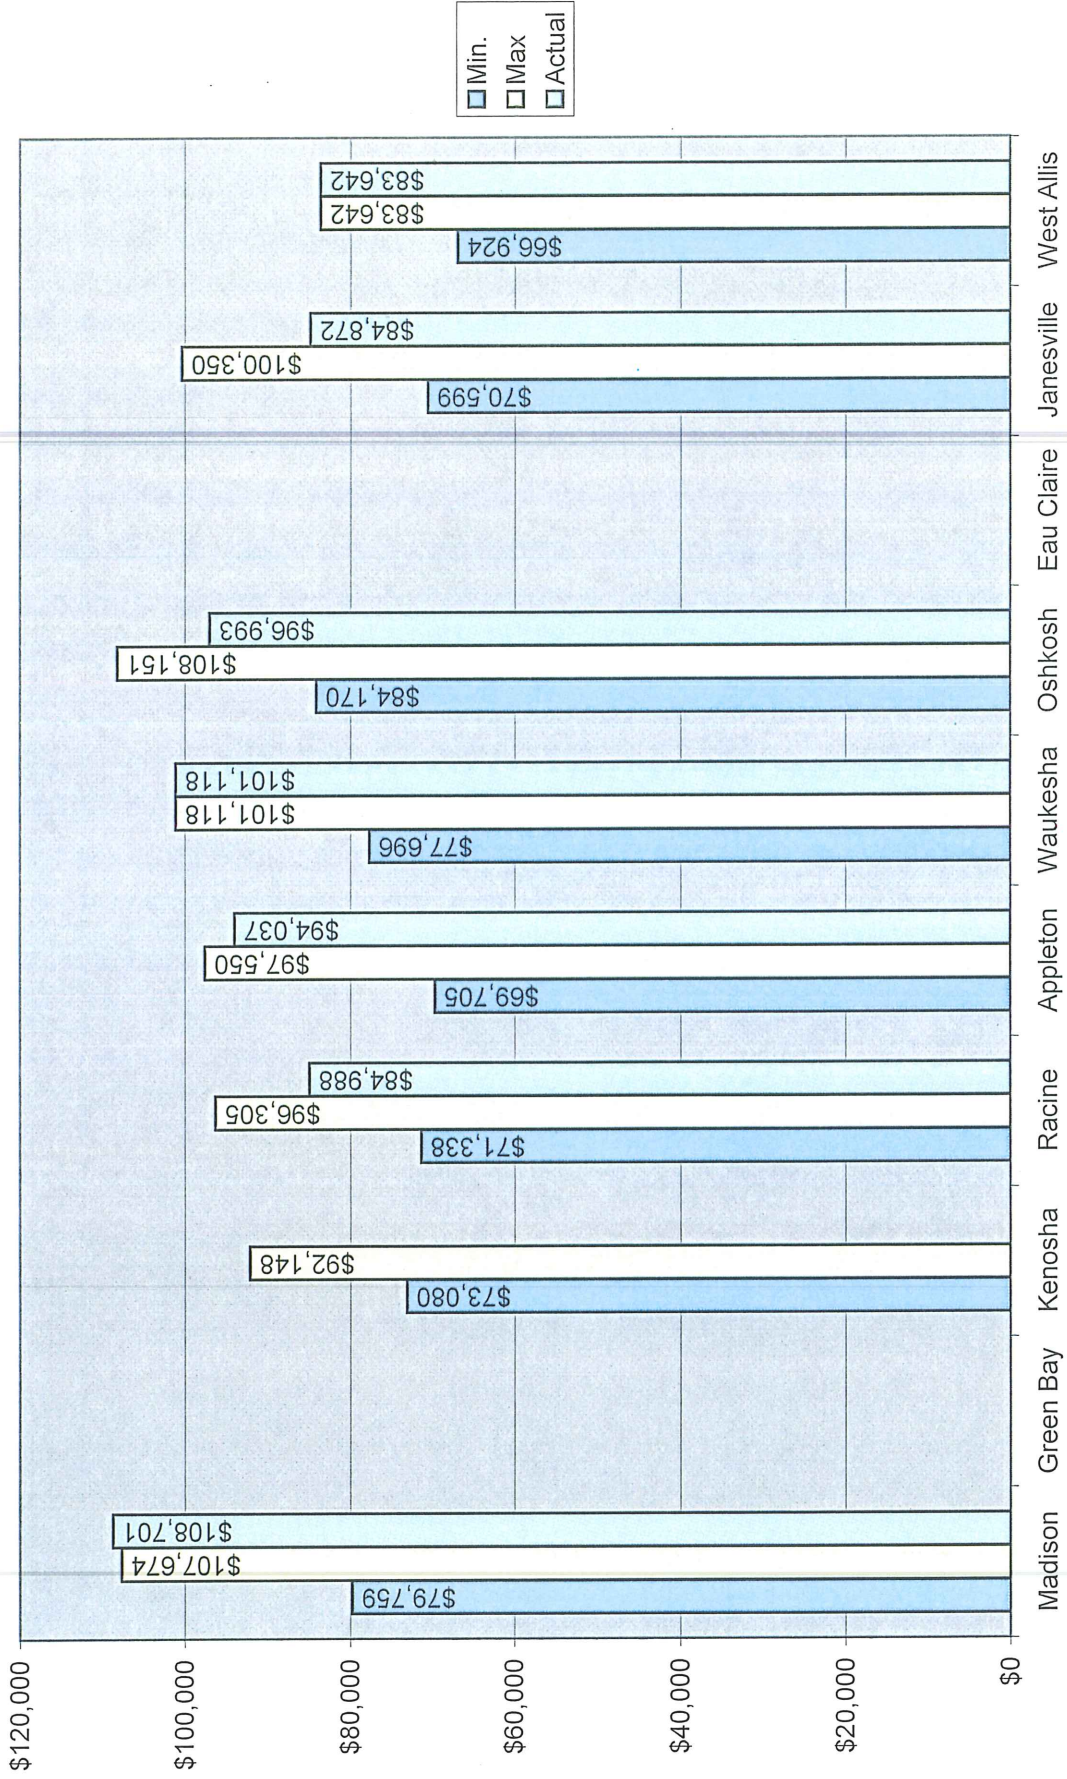 $120,000
$100,000
$80,000
$60,000
$40,000
$20,000
$0
$79,759
$107,674
$108,701
$73,080
$92,148
$71,338
$96,305
$84,988
$69,705
$97,550
$94,037
$77,696
$101,118
$101,118
$84,170
$108,151
$96,993
$70,599
$100,350
$84,872
$66,924
$83,642
$83,642
Madison
Green Bay
Kenosha
Racine
Appleton
Waukesha
Oshkosh
Eau Claire
Janesville
West Allis
Min.
Max
Actual